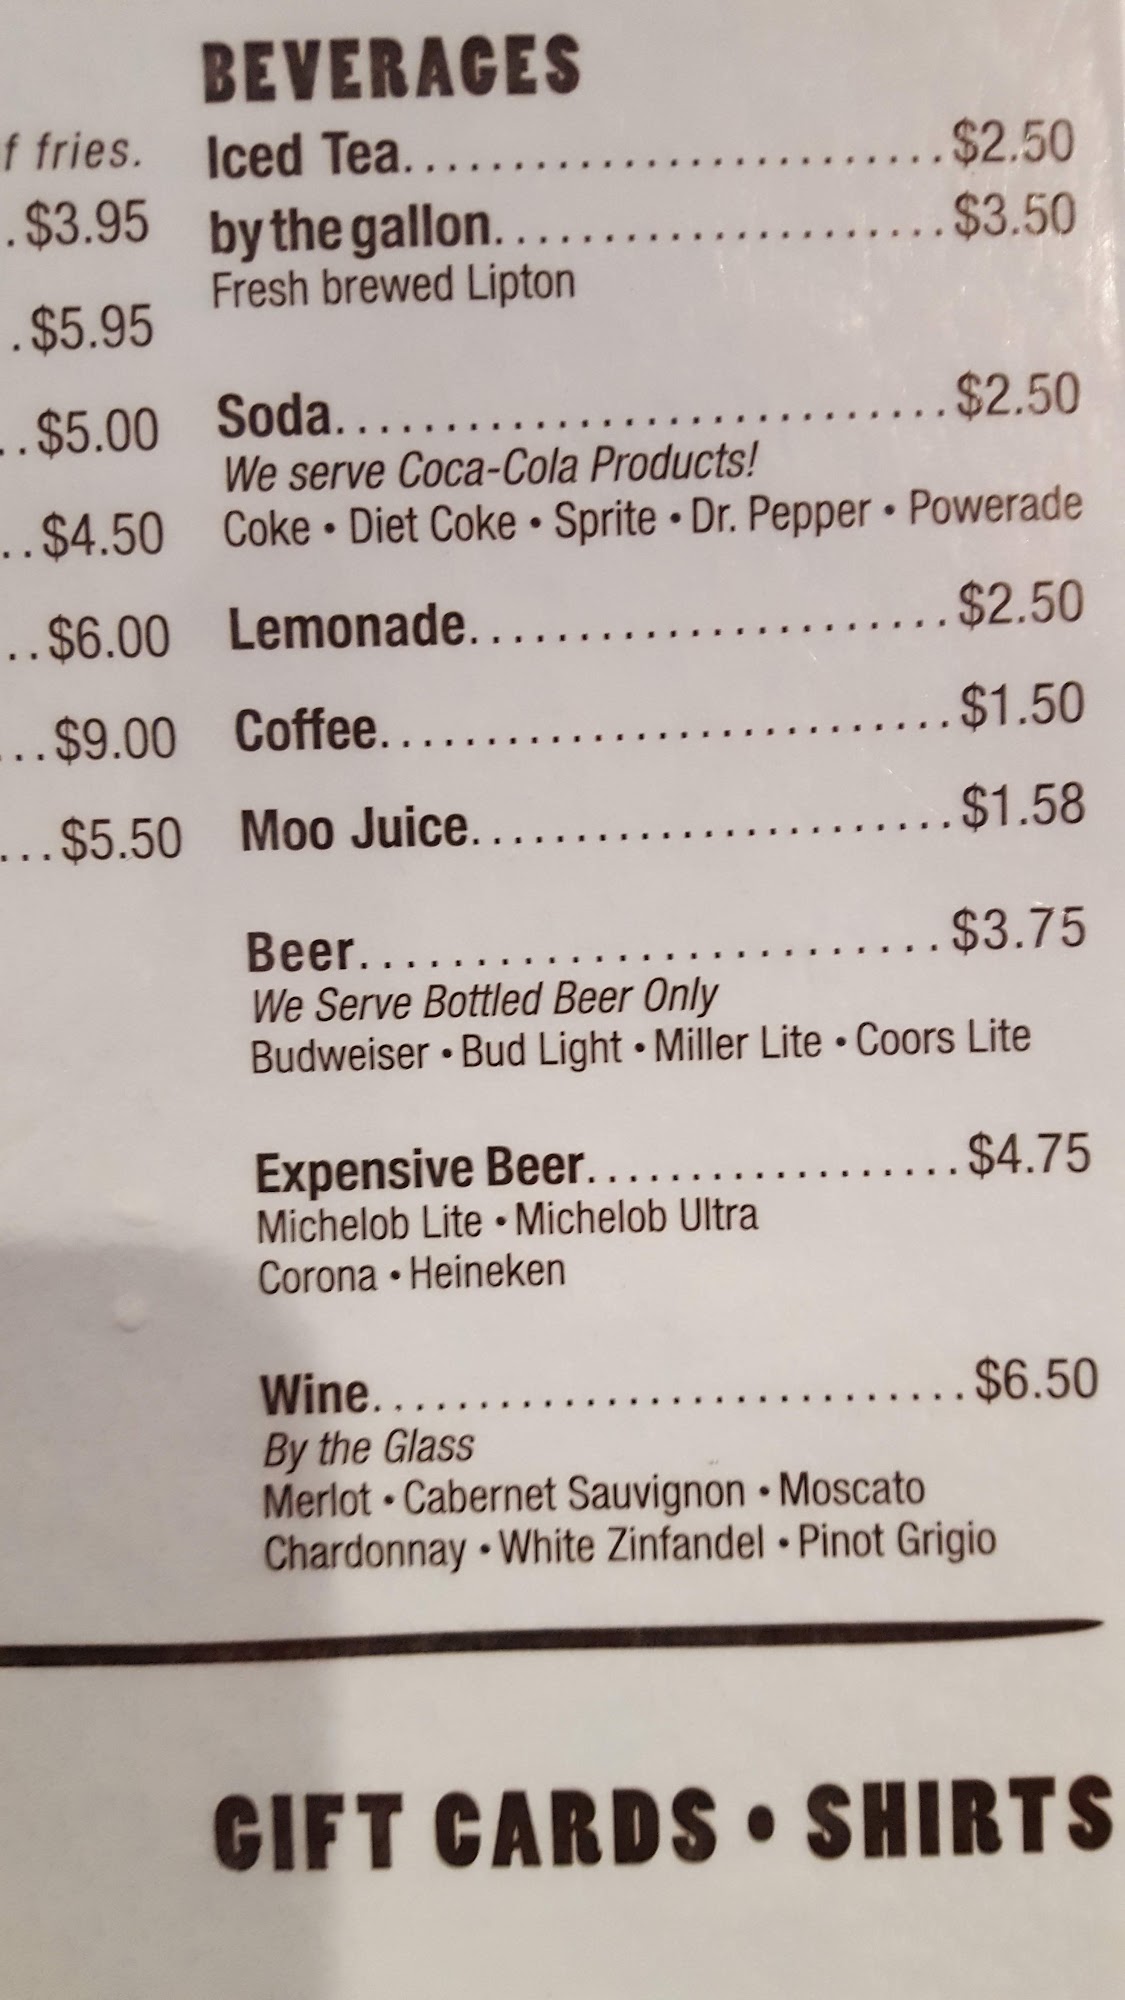 f fries.
.$3.95
.$5.95
..$5.00
..$4.50
..$6.00
...$9.00
...$5.50
BEVERAGES
Iced Tea..........................$2.50
by the gallon......................$3.50
Fresh brewed Lipton
Soda.............................$2.50
We serve Coca-Cola Products!
Coke • Diet Coke • Sprite • Dr. Pepper • Powerade
Lemonade.......................$2.50
Coffee...........................$1.50
Moo Juice.......................$1.58
Beer............................$3.75
We Serve Bottled Beer Only
Budweiser • Bud Light • Miller Lite • Coors Lite
Expensive Beer..................$4.75
Michelob Lite • Michelob Ultra
Corona • Heineken
Wine............................$6.50
By the Glass
Merlot • Cabernet Sauvignon • Moscato
Chardonnay • White Zinfandel • Pinot Grigio
GIFT CARDS • SHIRTS